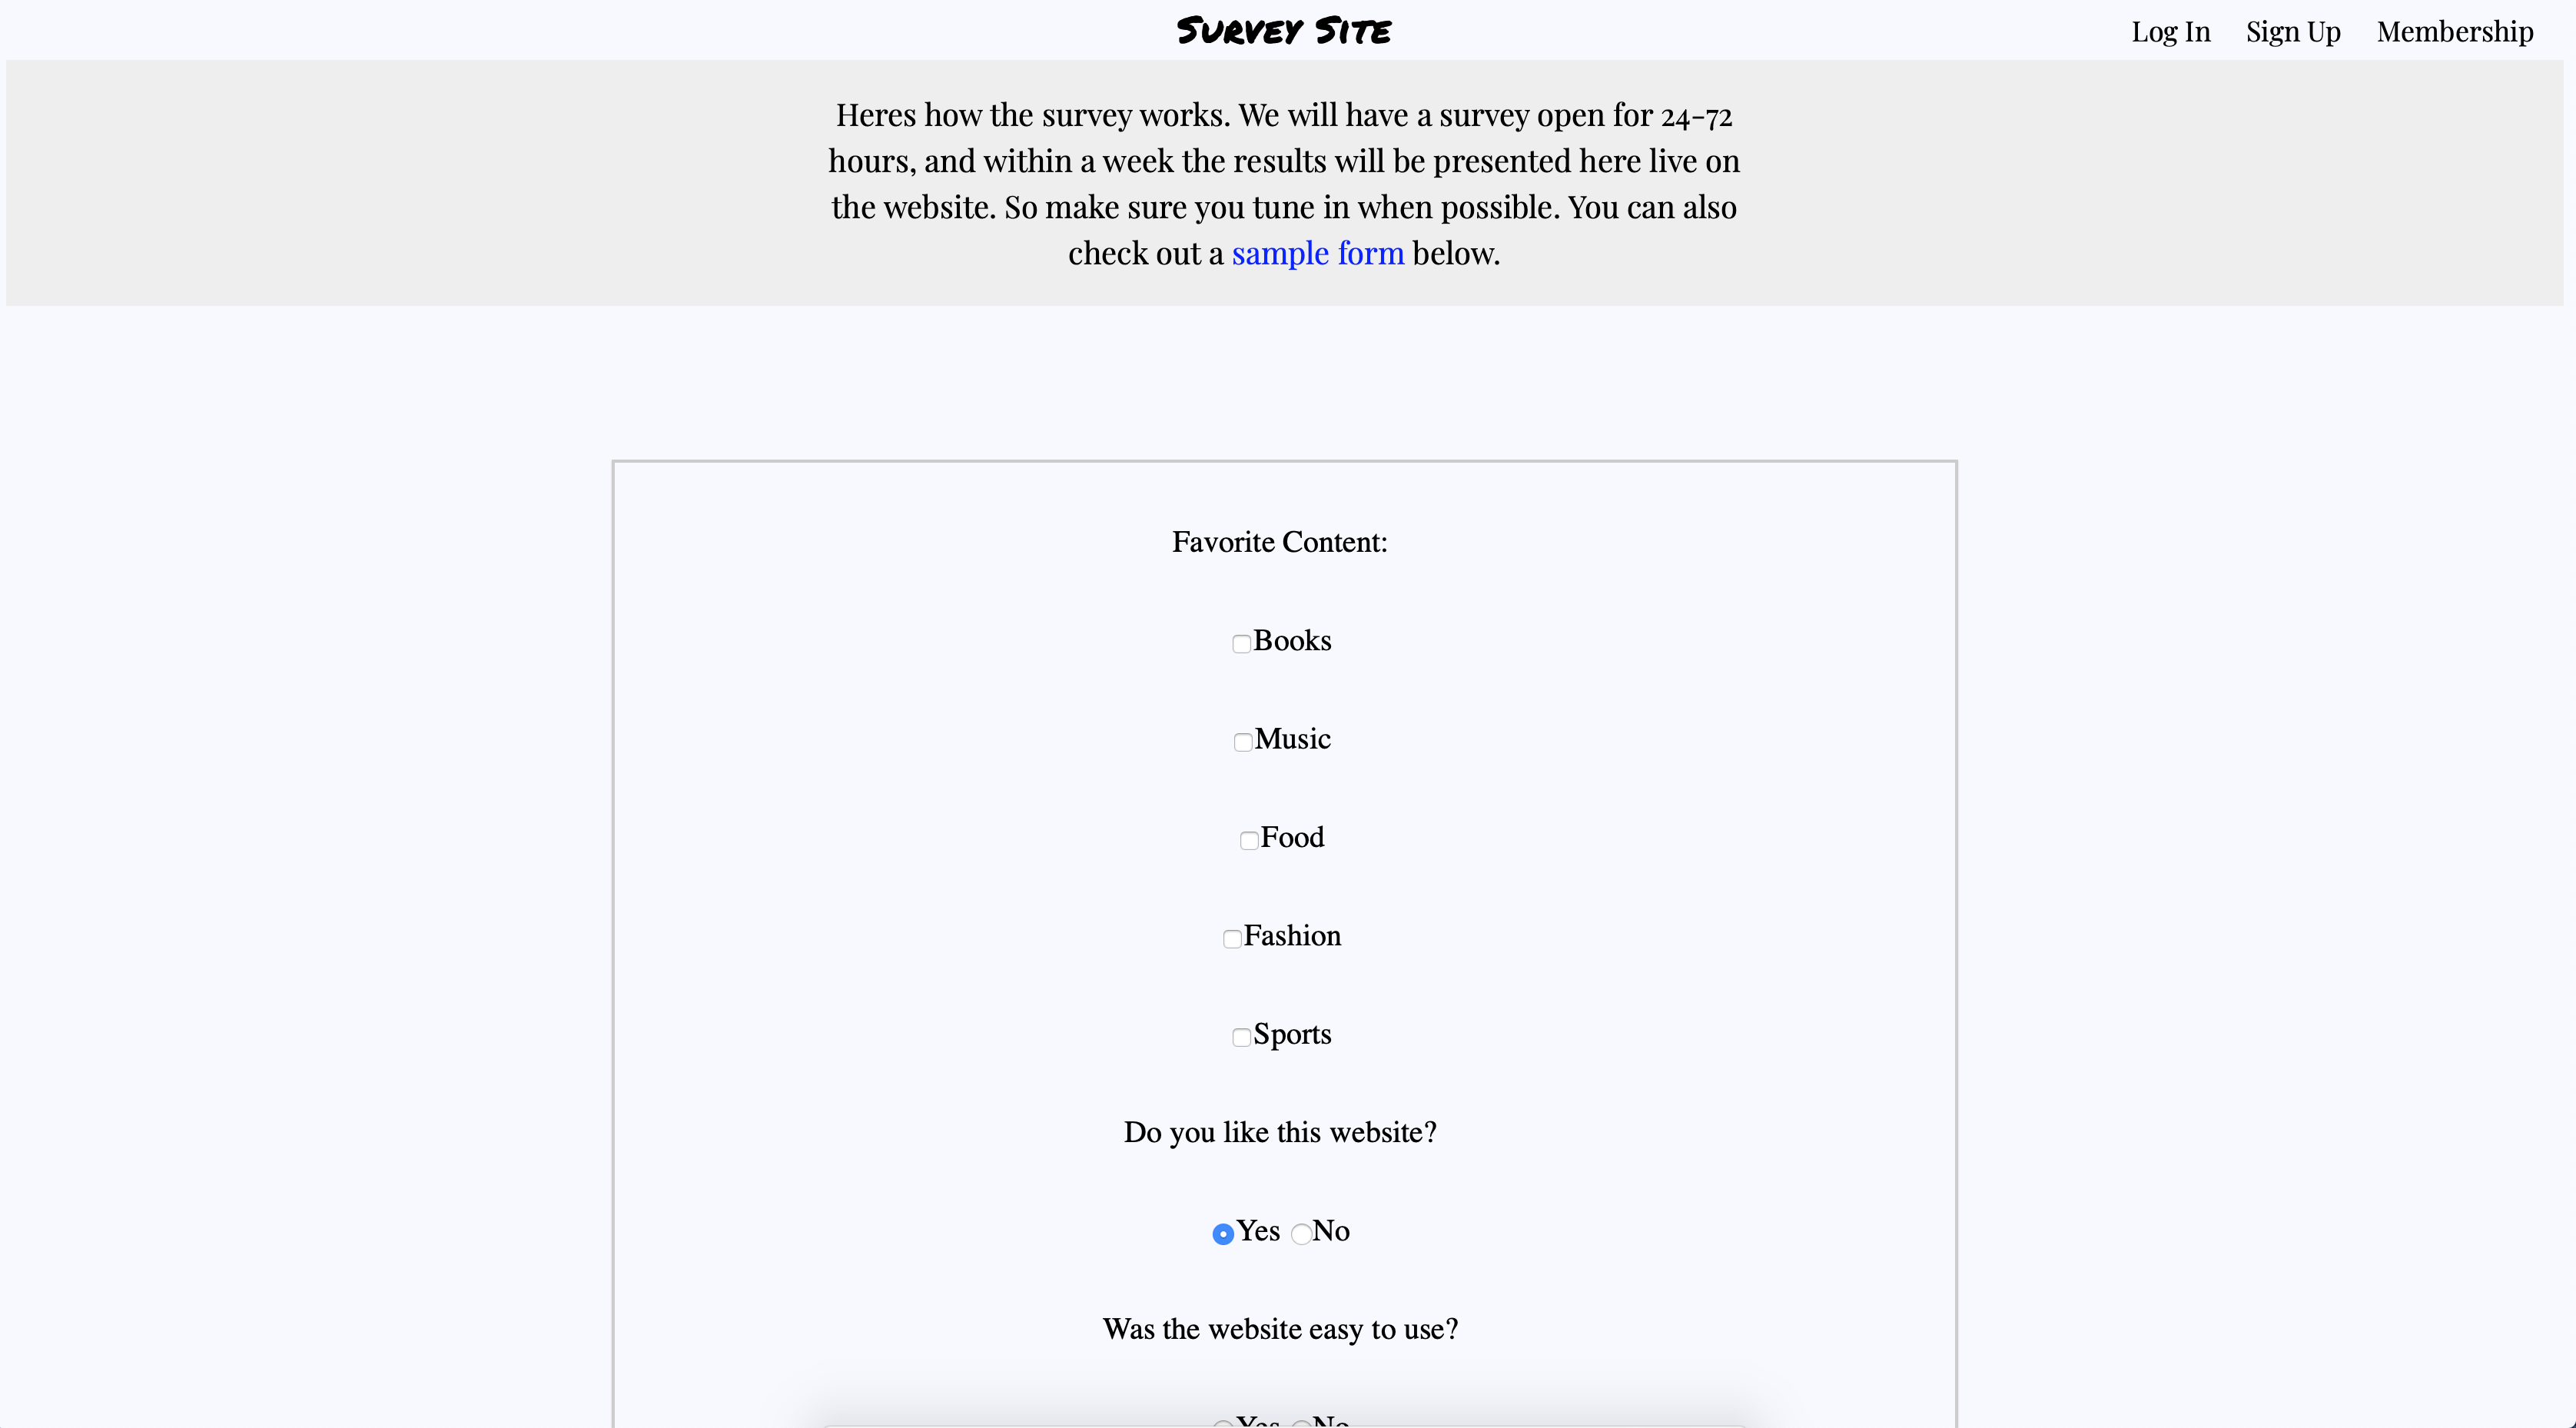 Survey Site
Log In Sign Up Membership
Heres how the survey works. We will have a survey open for 24-72
hours, and within a week the results will be presented here live on
the website. So make sure you tune in when possible. You can also
check out a sample form below.
Favorite Content:
Books
Music
Food
Fashion
Sports
Do you like this website?
Yes No
Was the website easy to use?
Yes No